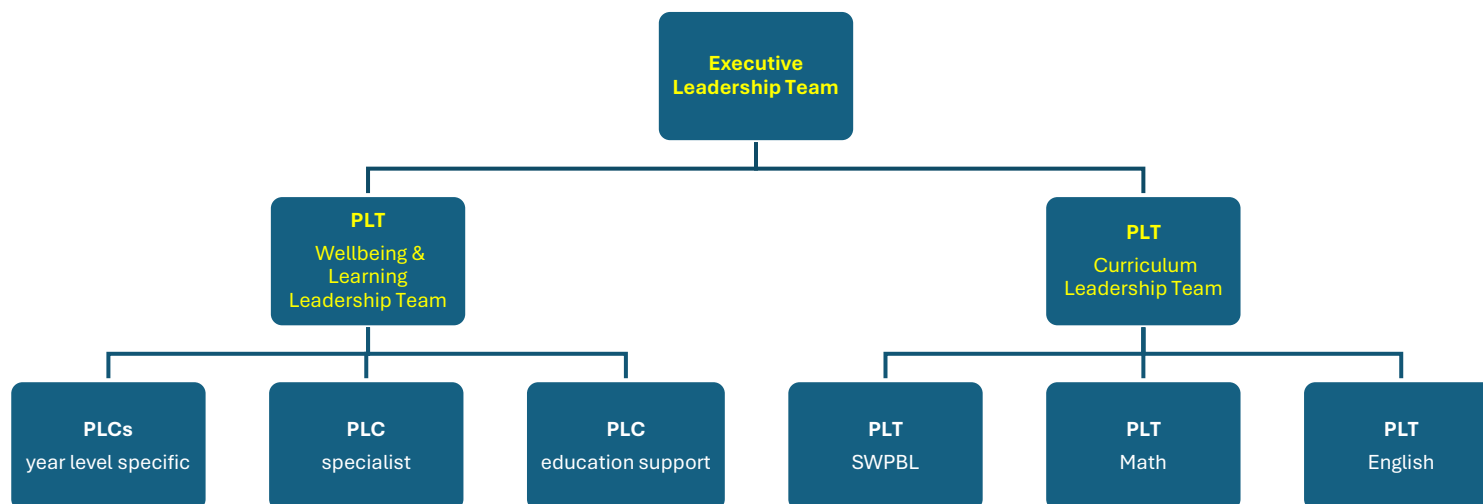 Executive
Leadership Team
PLT
Wellbeing &
Learning
Leadership Team
PLT
Curriculum
Leadership Team
PLCs
year level specific
PLC
specialist
PLC
education support
PLT
SWPBL
PLT
Math
PLT
English